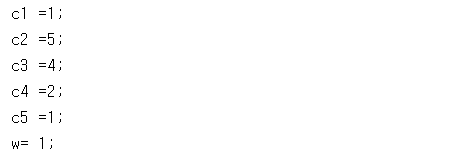 c1 =1;
c2 =5;
c3 =4;
c4 =2;
c5 =1;
w= 1;